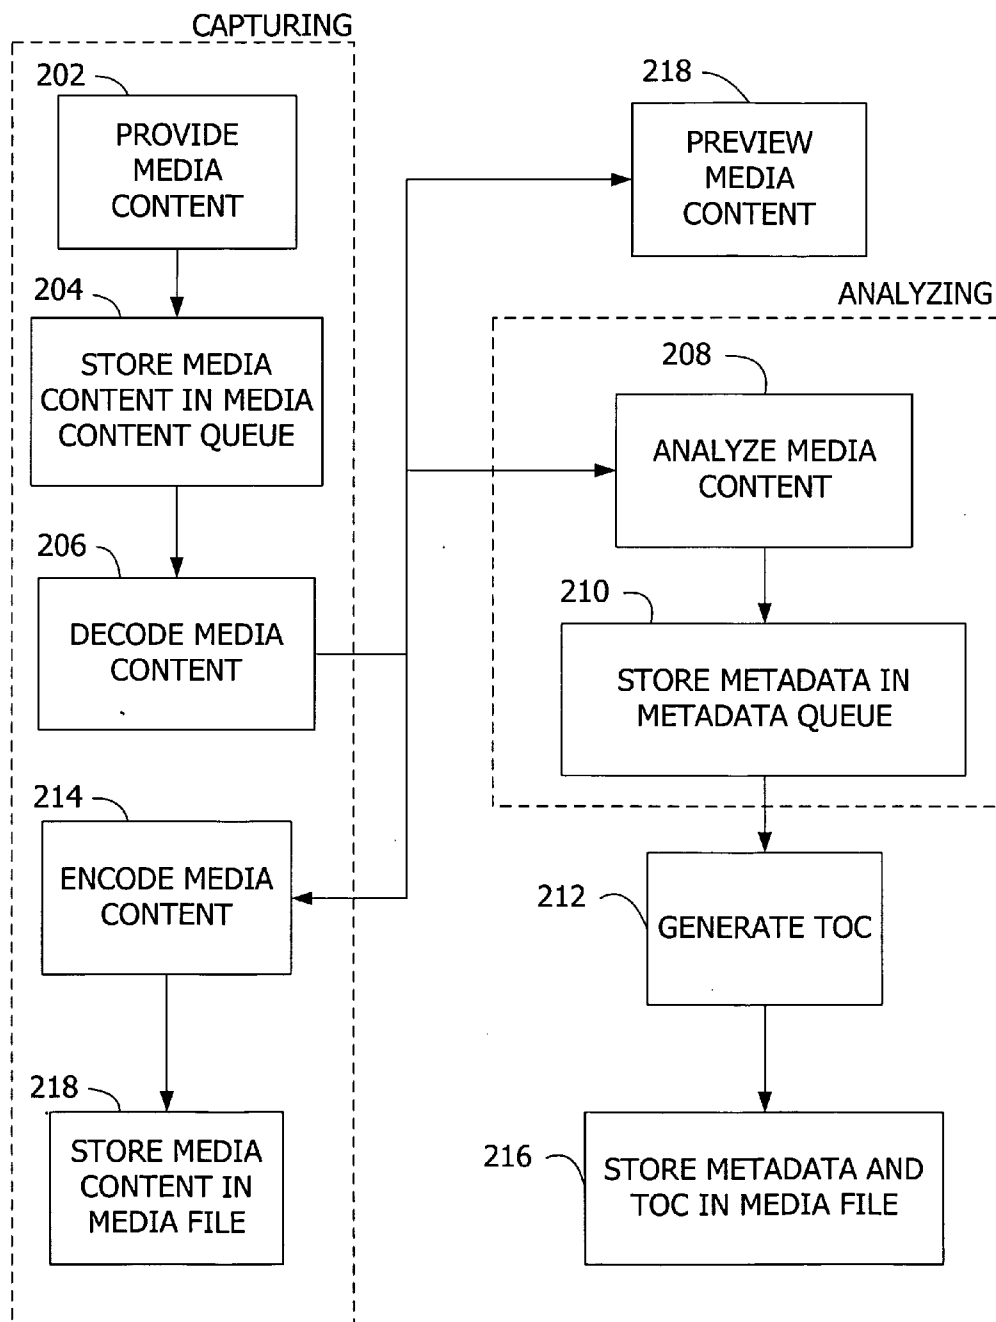 CAPTURING
202
PROVIDE
MEDIA
CONTENT
204
STORE MEDIA
CONTENT IN MEDIA
CONTENT QUEUE
206
DECODE MEDIA
CONTENT
214
ENCODE MEDIA
CONTENT
218
STORE MEDIA
CONTENT IN
MEDIA FILE
218
PREVIEW
MEDIA
CONTENT
ANALYZING
208
ANALYZE MEDIA
CONTENT
210
STORE METADATA IN
METADATA QUEUE
212
GENERATE TOC
216
STORE METADATA AND
TOC IN MEDIA FILE